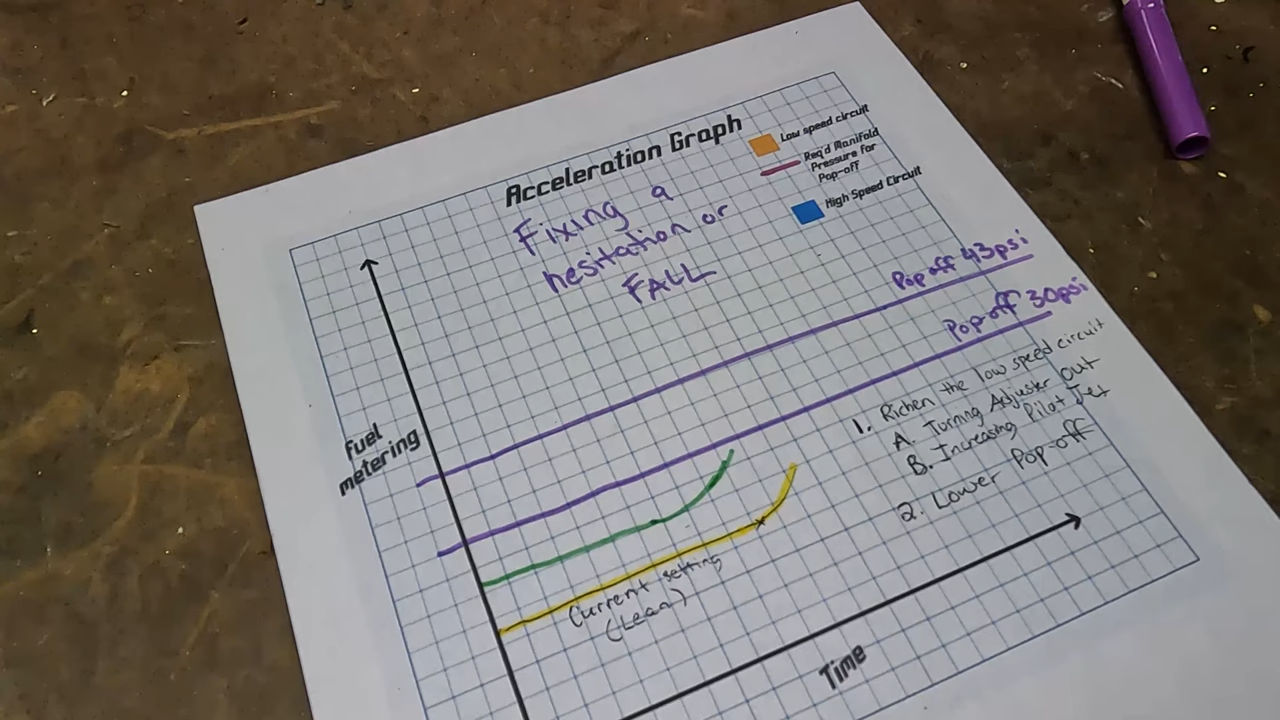 Acceleration Graph
Low speed circuit
Req'd Manifold
Pressure for
Pop-off
High Speed Circuit
Fixing a
hesitation or
FALL
Pop off 43psi
Pop-off 30psi
1. Richen the low speed circuit
A. Turning Adjuster out
B. Increasing Pilot Jet
2. Lower Pop-off
fuel
metering
Current setting
(Lean)
Time